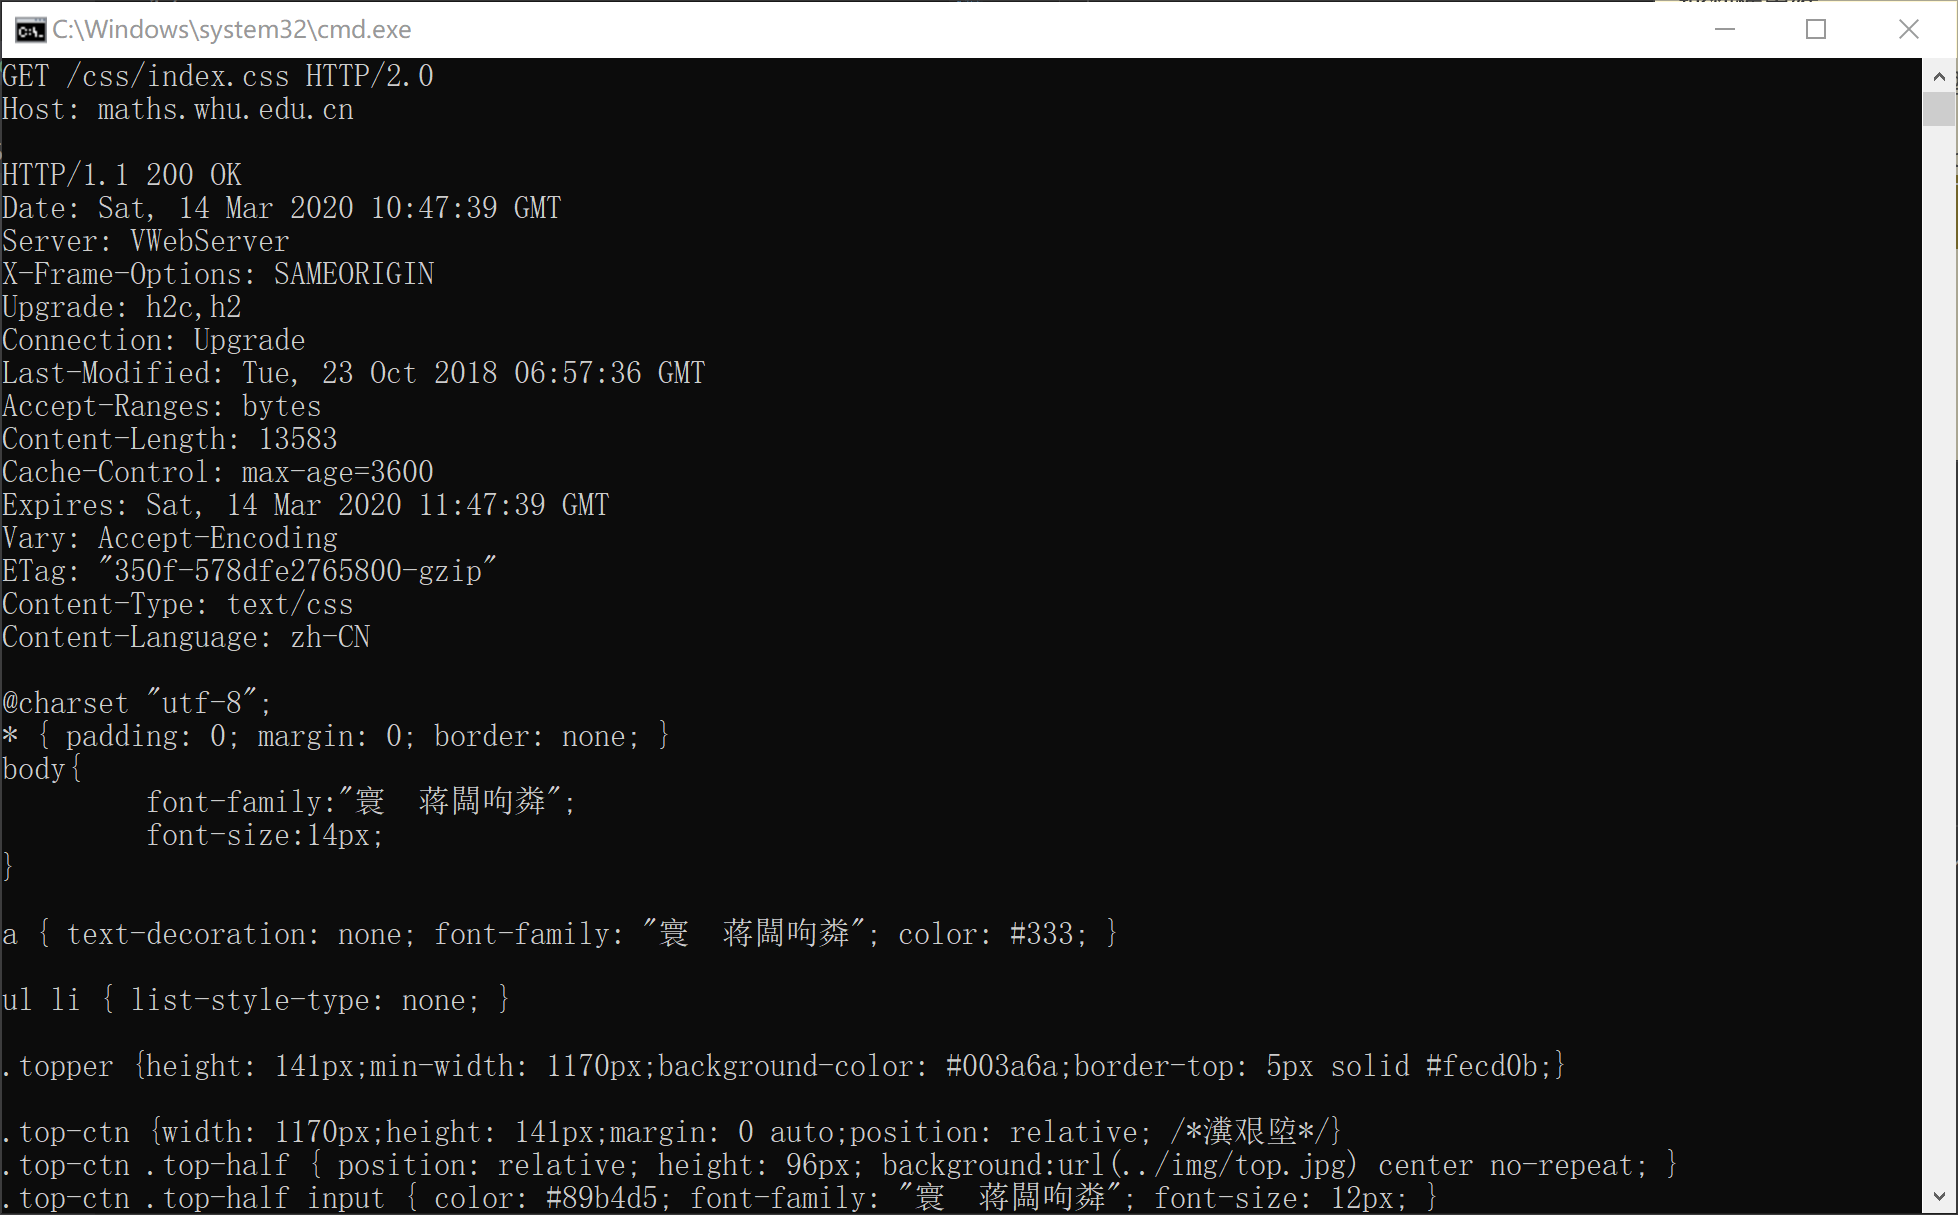 C:\Windows\system32\cmd.exe
GET /css/index.css HTTP/2.0
Host: maths.whu.edu.cn
HTTP/1.1 200 OK
Date: Sat, 14 Mar 2020 10:47:39 GMT
Server: VWebServer
X-Frame-Options: SAMEORIGIN
Upgrade: h2c,h2
Connection: Upgrade
Last-Modified: Tue, 23 Oct 2018 06:57:36 GMT
Accept-Ranges: bytes
Content-Length: 13583
Cache-Control: max-age=3600
Expires: Sat, 14 Mar 2020 11:47:39 GMT
Vary: Accept-Encoding
ETag: "350f-578dfe2765800-gzip"
Content-Type: text/css
Content-Language: zh-CN
@charset "utf-8";
* { padding: 0; margin: 0; border: none; }
body{
font-family:"寰  蒋闆呴粦";
font-size:14px;
}
a { text-decoration: none; font-family: "寰  蒋闆呴粦"; color: #333; }
ul li { list-style-type: none; }
.topper {height: 141px;min-width: 1170px;background-color: #003a6a;border-top: 5px solid #fecd0b;}
.top-ctn {width: 1170px;height: 141px;margin: 0 auto;position: relative; /*瀵艰埅*/}
.top-ctn .top-half { position: relative; height: 96px; background:url(../img/top.jpg) center no-repeat; }
.top-ctn .top-half input { color: #89b4d5; font-family: "寰  蒋闆呴粦"; font-size: 12px; }